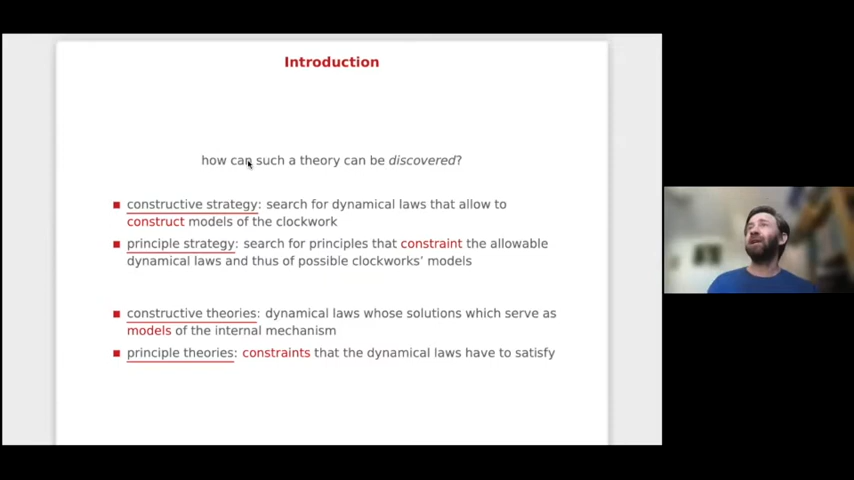 Introduction
how can such a theory can be discovered?
■ constructive strategy: search for dynamical laws that allow to
construct models of the clockwork
■ principle strategy: search for principles that constraint the allowable
dynamical laws and thus of possible clockworks’ models
■ constructive theories: dynamical laws whose solutions which serve as
models of the internal mechanism
■ principle theories: constraints that the dynamical laws have to satisfy